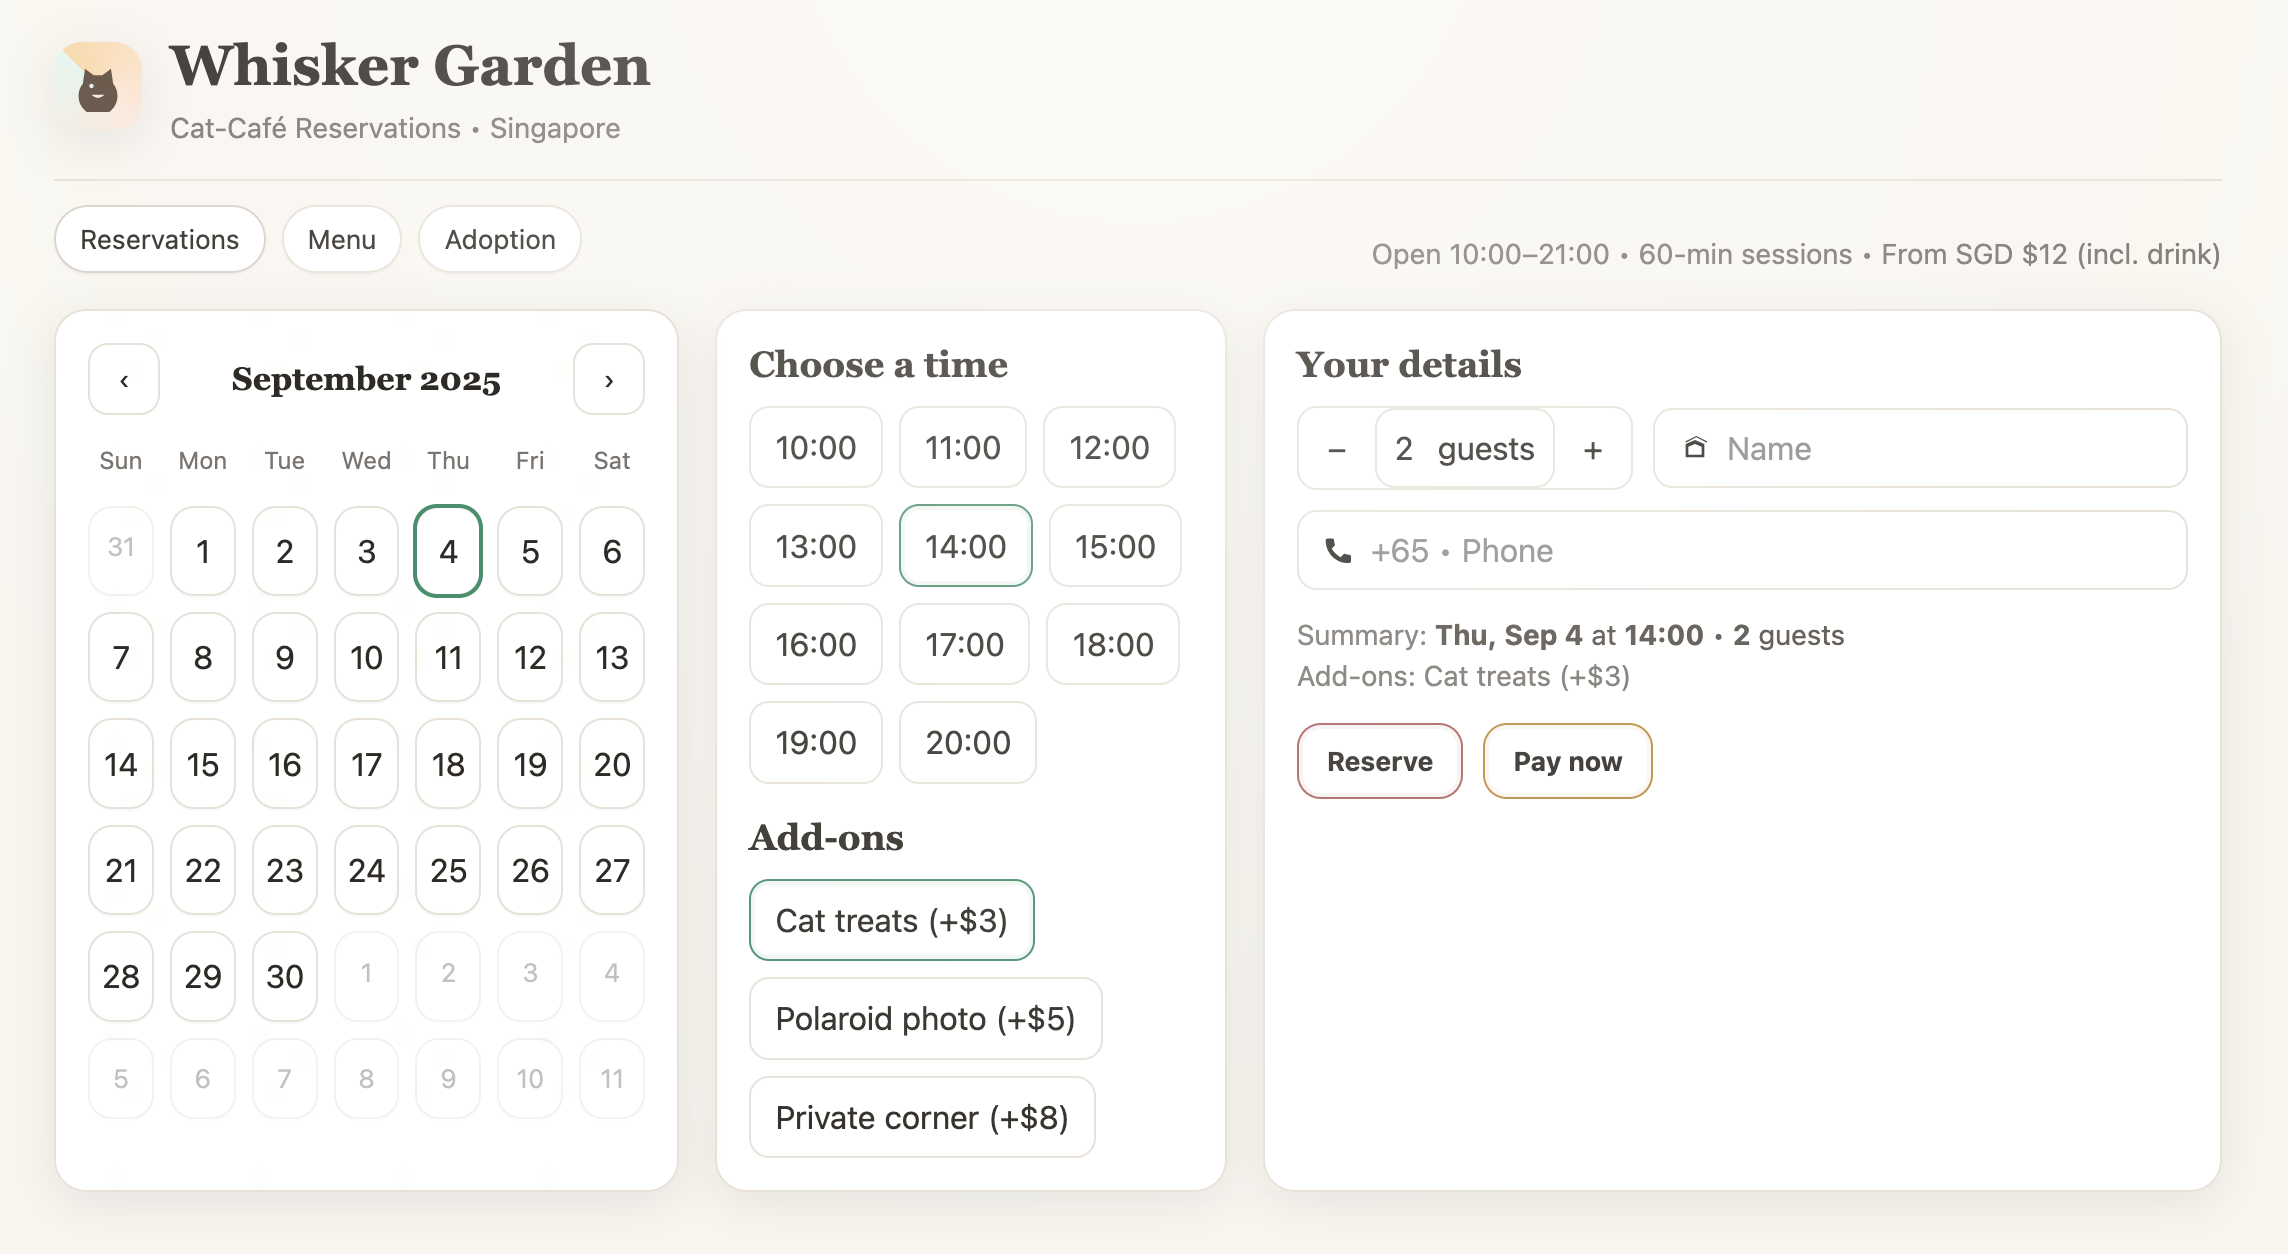 Whisker Garden
Cat-Café Reservations • Singapore
Reservations
Menu
Adoption
Open 10:00–21:00 • 60-min sessions • From SGD $12 (incl. drink)
‹
September 2025
›
Sun Mon Tue Wed Thu Fri Sat
31 1 2 3 4 5 6
7 8 9 10 11 12 13
14 15 16 17 18 19 20
21 22 23 24 25 26 27
28 29 30 1 2 3 4
5 6 7 8 9 10 11
Choose a time
10:00 11:00 12:00
13:00 14:00 15:00
16:00 17:00 18:00
19:00 20:00
Add-ons
Cat treats (+$3)
Polaroid photo (+$5)
Private corner (+$8)
Your details
– 2 guests +
Name
+65 • Phone
Summary: Thu, Sep 4 at 14:00 • 2 guests
Add-ons: Cat treats (+$3)
Reserve
Pay now